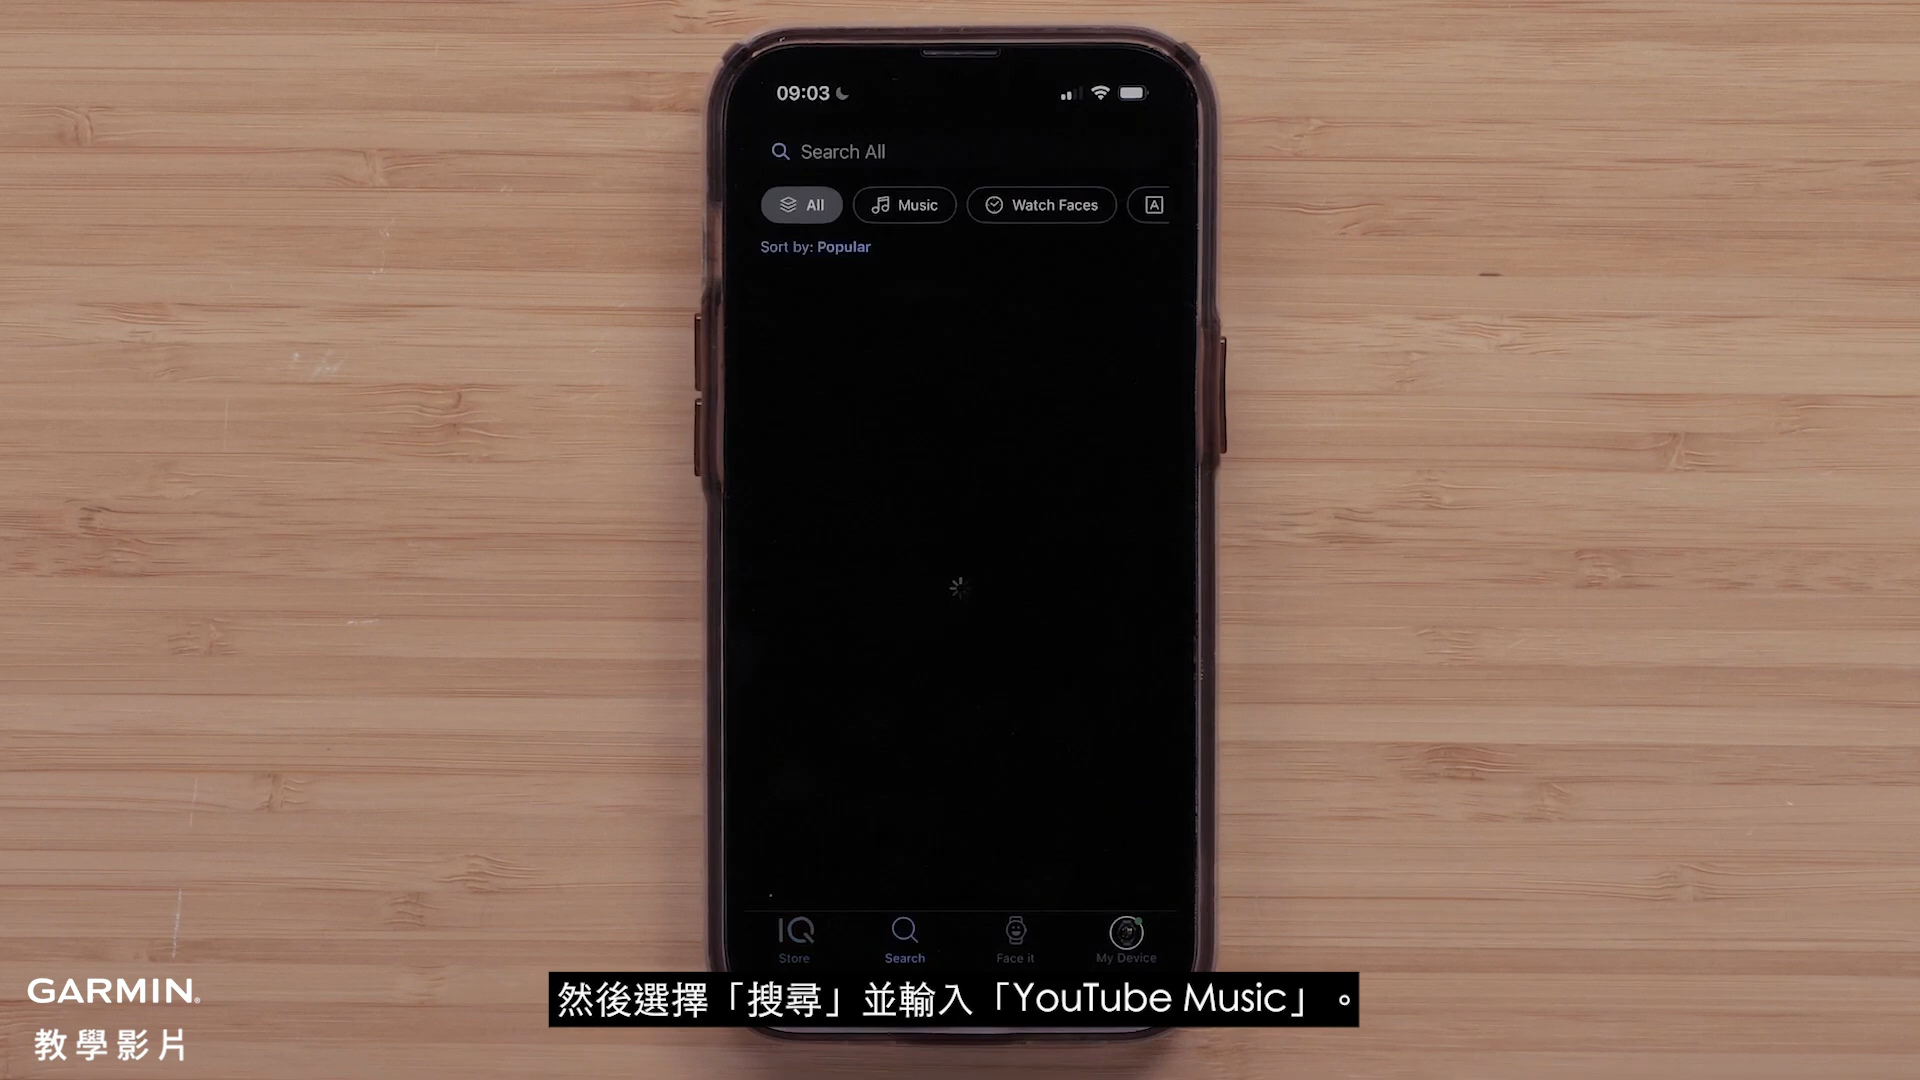 09:03
Search All
All
Music
Watch Faces
A
Sort by: Popular
IQ
Store
Search
Face it
My Device
然後選擇「搜尋」並輸入「YouTube Music」。
GARMIN
教學影片